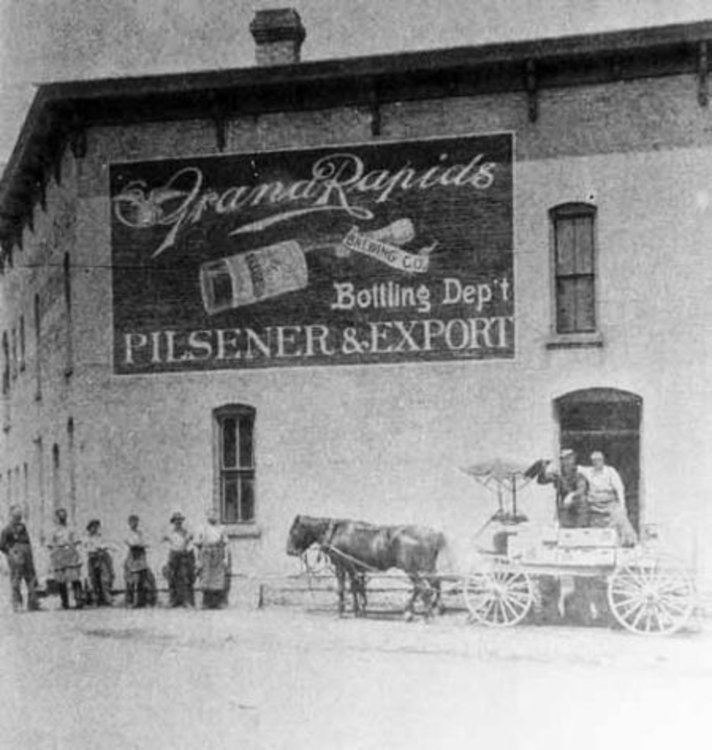 Grand Rapids
BREWING CO.
Bottling Dep't
PILSENER & EXPORT